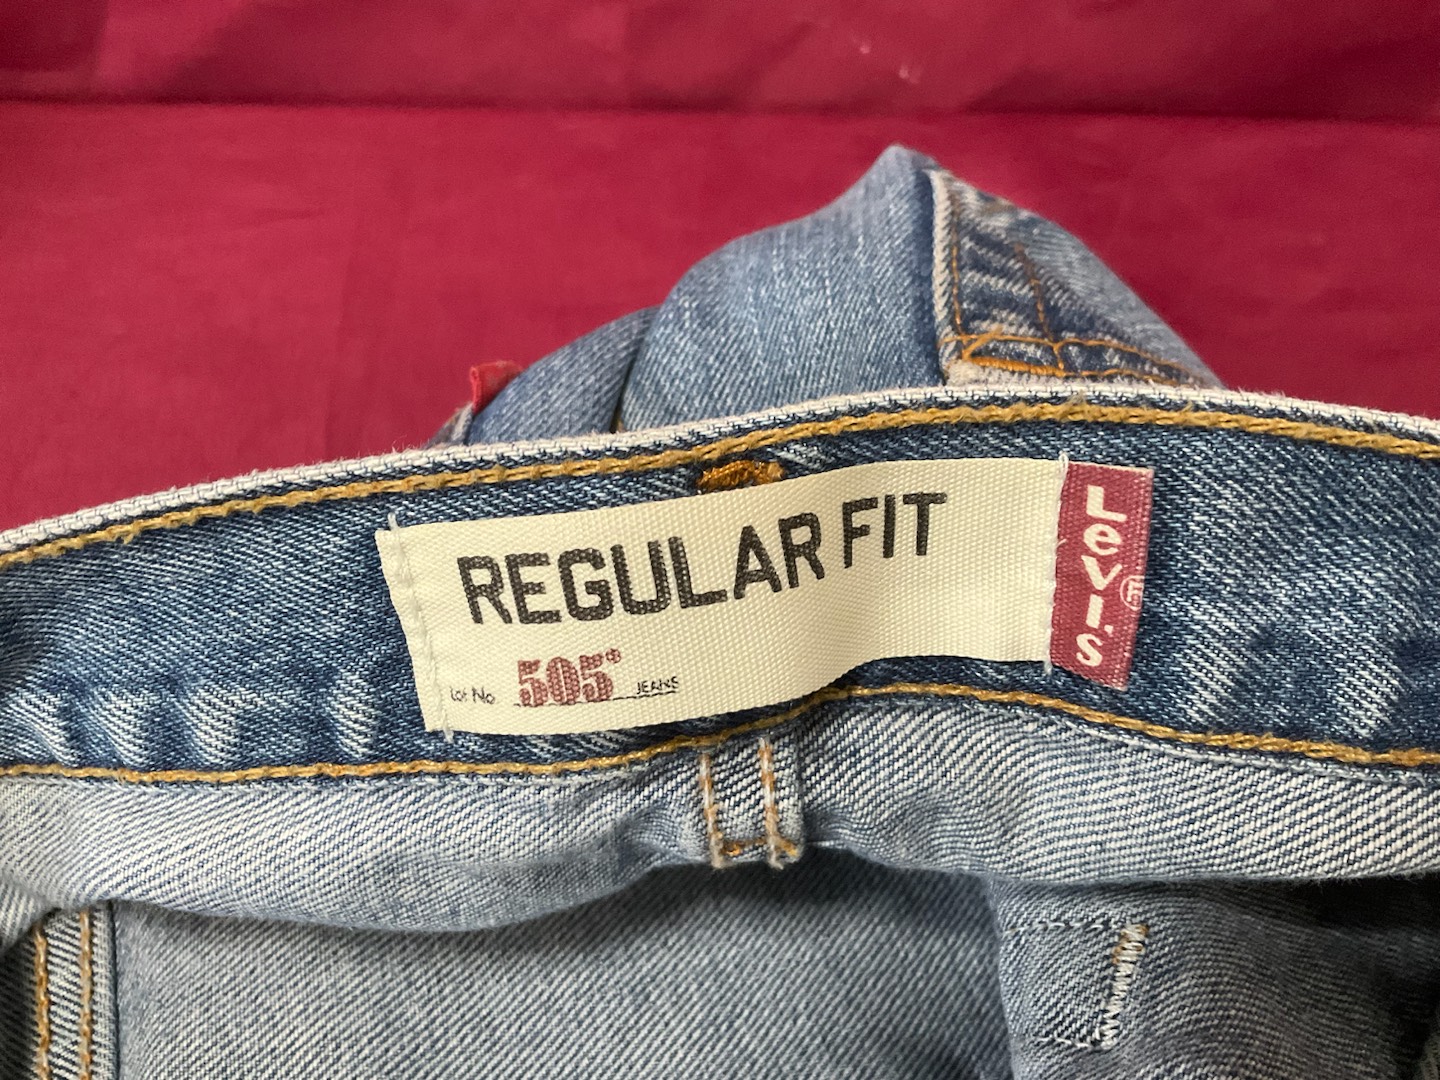 REGULAR FIT
Lot No 505® JEANS
Levi's ®